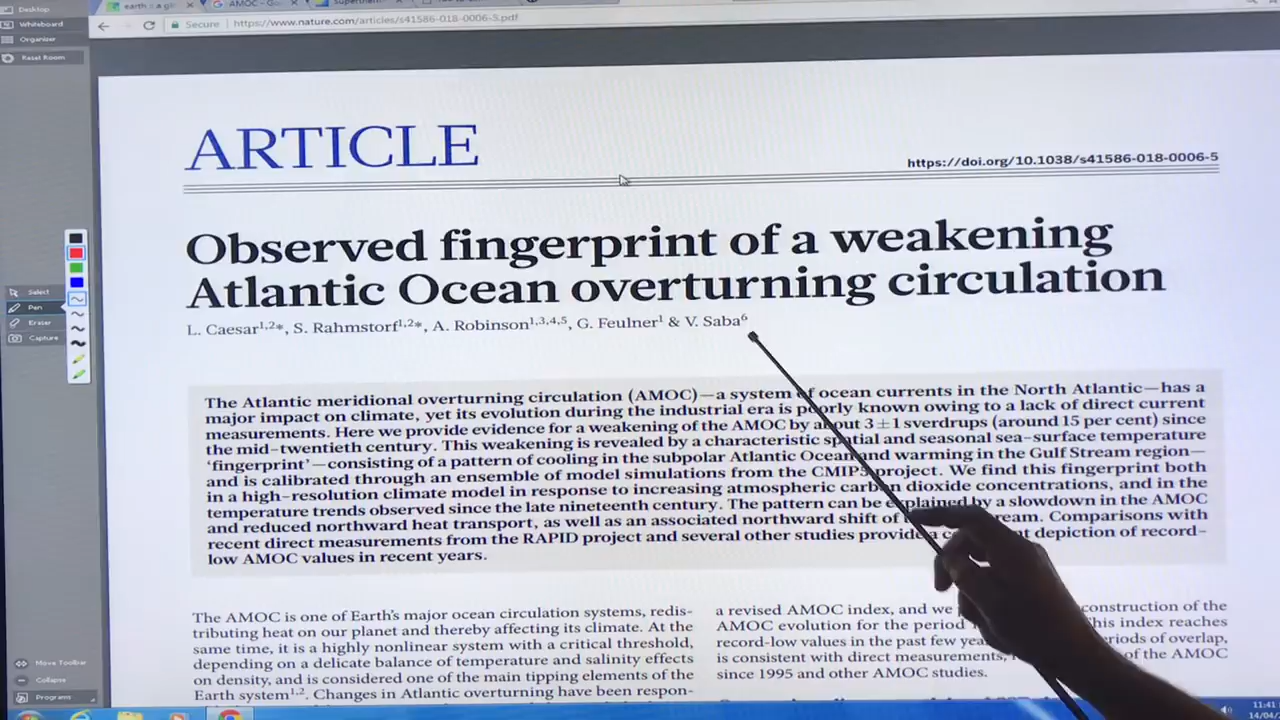 Desktop
Whiteboard
Organizer
Reset Room
earth
AMOC - Go
Secure https://www.nature.com/articles/s41586-018-0006-5.pdf
ARTICLE
https://doi.org/10.1038/s41586-018-0006-5
Observed fingerprint of a weakening
Atlantic Ocean overturning circulation
L. Caesar1,2*, S. Rahmstorf1,2*, A. Robinson1,3,4,5, G. Feulner1 & V. Saba6
Select
Pen
Eraser
Capture
The Atlantic meridional overturning circulation (AMOC)—a system of ocean currents in the North Atlantic—has a
major impact on climate, yet its evolution during the industrial era is poorly known owing to a lack of direct current
measurements. Here we provide evidence for a weakening of the AMOC by about 3 ± 1 sverdrups (around 15 per cent) since
the mid-twentieth century. This weakening is revealed by a characteristic spatial and seasonal sea-surface temperature
'fingerprint'—consisting of a pattern of cooling in the subpolar Atlantic Ocean and warming in the Gulf Stream region—
and is calibrated through an ensemble of model simulations from the CMIP5 project. We find this fingerprint both
in a high-resolution climate model in response to increasing atmospheric carbon dioxide concentrations, and in the
temperature trends observed since the late nineteenth century. The pattern can be explained by a slowdown in the AMOC
and reduced northward heat transport, as well as an associated northward shift of ream. Comparisons with
recent direct measurements from the RAPID project and several other studies provide a depiction of record-
low AMOC values in recent years.
The AMOC is one of Earth's major ocean circulation systems, redis-
tributing heat on our planet and thereby affecting its climate. At the
same time, it is a highly nonlinear system with a critical threshold,
depending on a delicate balance of temperature and salinity effects
on density, and is considered one of the main tipping elements of the
Earth system1,2. Changes in Atlantic overturning have been respon-
a revised AMOC index, and we construction of the
AMOC evolution for the period his index reaches
record-low values in the past few yea riods of overlap,
is consistent with direct measurements, of the AMOC
since 1995 and other AMOC studies.
Move Toolbar
Collapse
Programs
11:41
14/04/